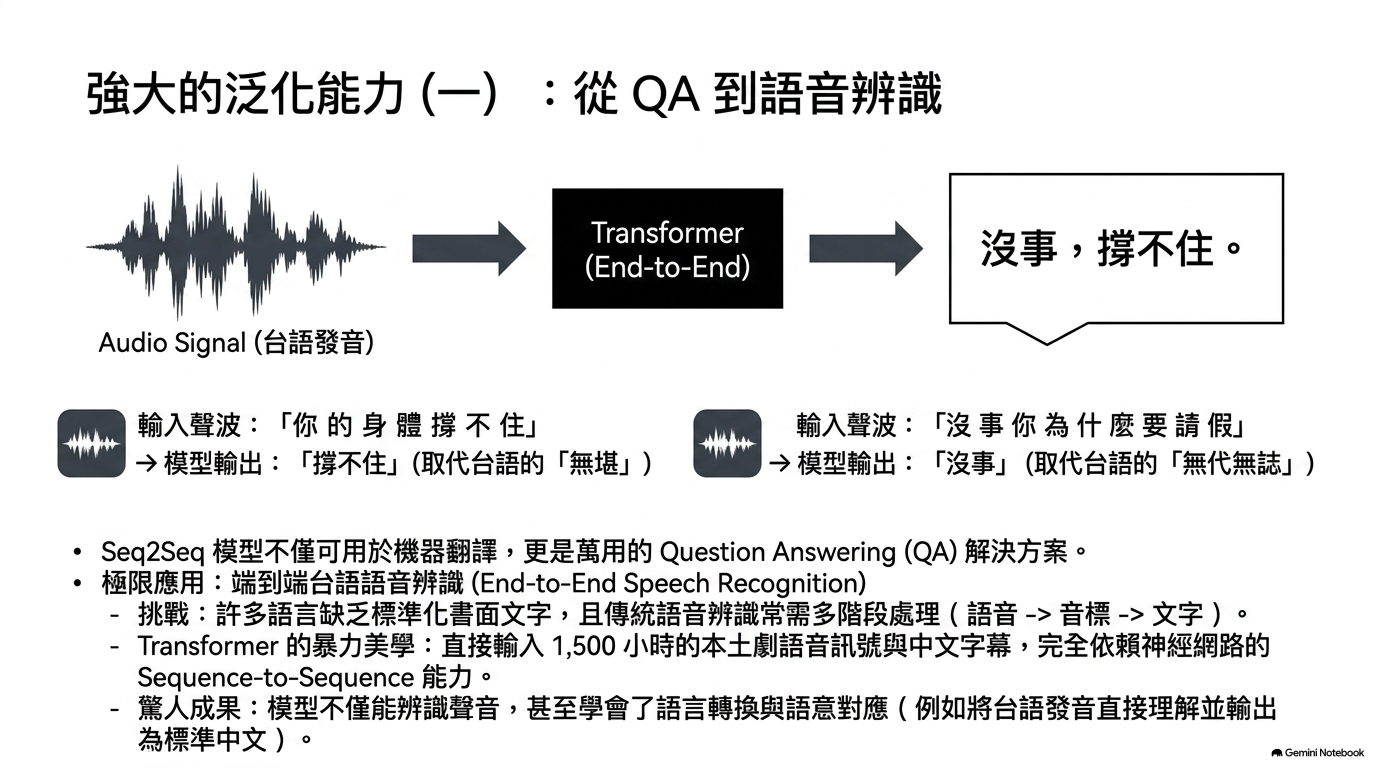 強大的泛化能力 (一) ：從 QA 到語音辨識
Transformer
(End-to-End)
沒事，撐不住。
Audio Signal (台語發音)
輸入聲波：「你 的 身 體 撐 不 住」
→ 模型輸出：「撐不住」(取代台語的「無堪」)
輸入聲波：「沒 事 你 為 什 麼 要 請 假」
→ 模型輸出：「沒事」(取代台語的「無代無誌」)
• Seq2Seq 模型不僅可用於機器翻譯，更是萬用的 Question Answering (QA) 解決方案。
• 極限應用：端到端台語語音辨識 (End-to-End Speech Recognition)
- 挑戰：許多語言缺乏標準化書面文字，且傳統語音辨識常需多階段處理（語音 -> 音標 -> 文字）。
- Transformer 的暴力美學：直接輸入 1,500 小時的本土劇語音訊號與中文字幕，完全依賴神經網路的
Sequence-to-Sequence 能力。
- 驚人成果：模型不僅能辨識聲音，甚至學會了語言轉換與語意對應（例如將台語發音直接理解並輸出
為標準中文）。
Gemini Notebook